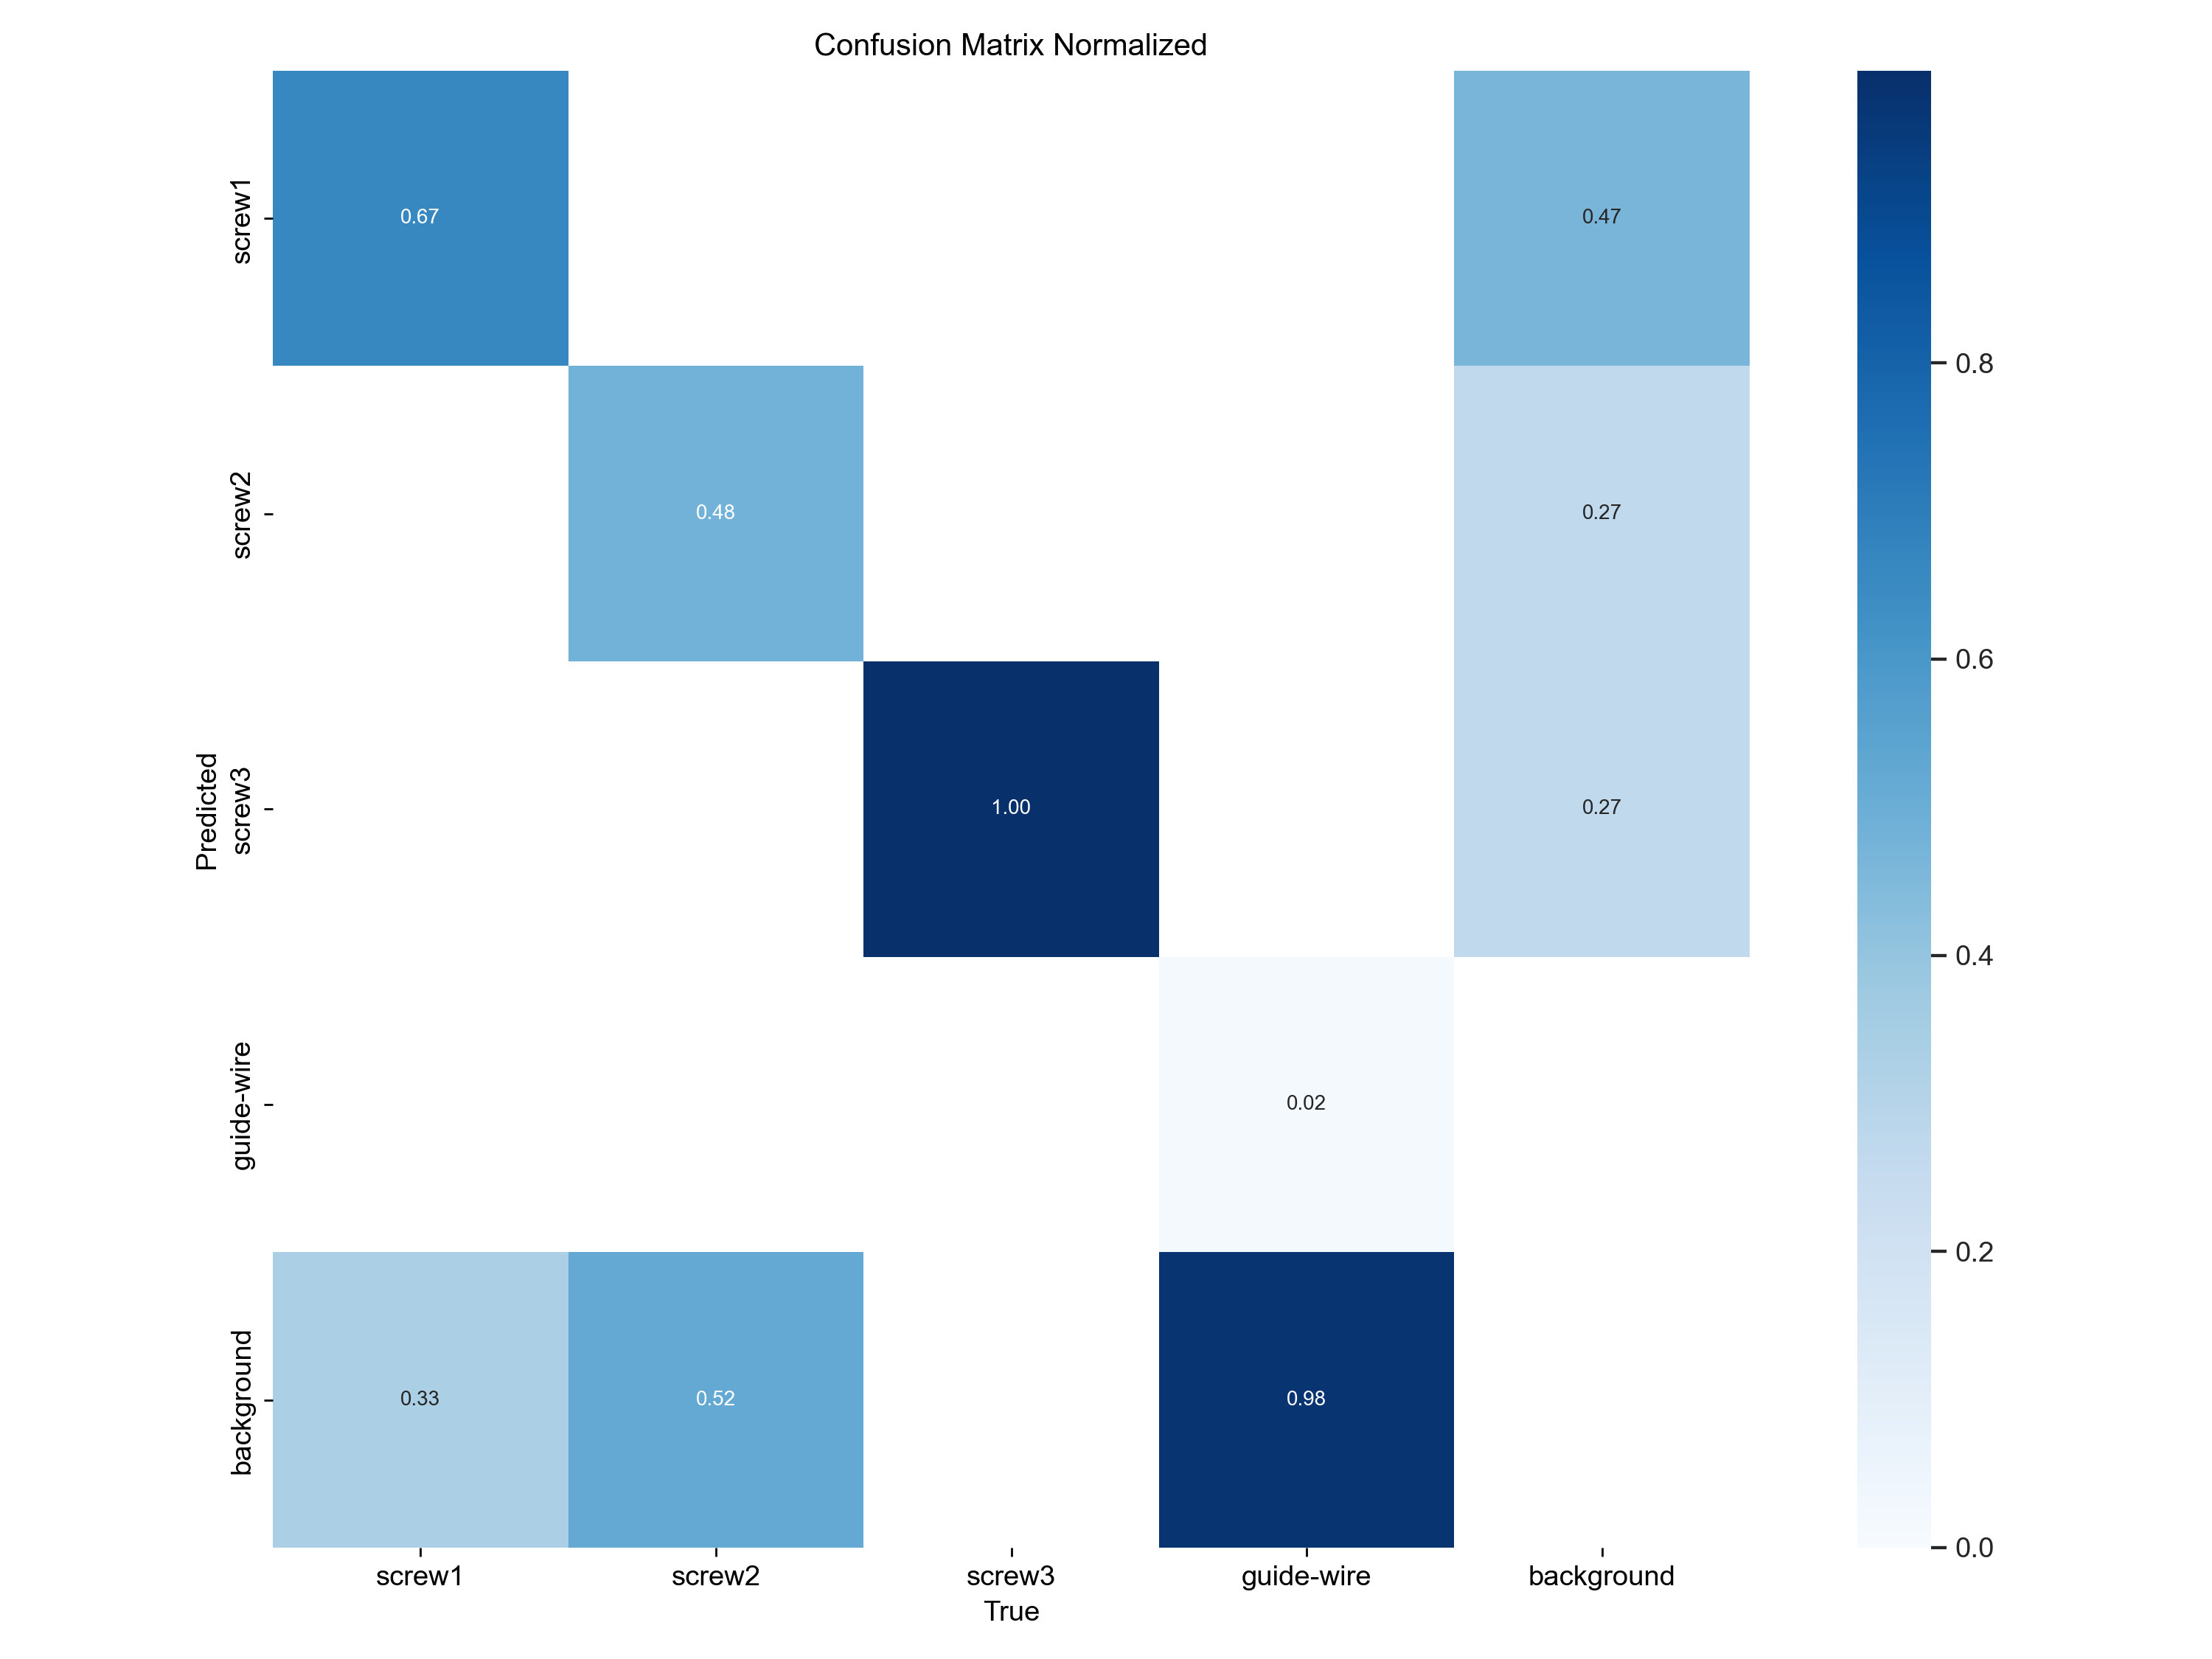 Confusion Matrix Normalized
screw1
0.67
0.47
screw2
0.48
0.27
Predicted
screw3
1.00
0.27
guide-wire
0.02
background
0.33
0.52
0.98
screw1
screw2
screw3
guide-wire
background
True
0.8
0.6
0.4
0.2
0.0